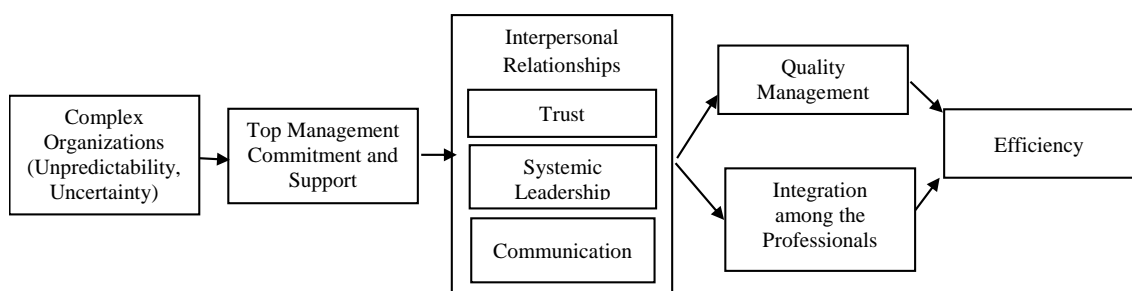 Complex
Organizations
(Unpredictability,
Uncertainty)
Top Management
Commitment and
Support
Interpersonal
Relationships
Trust
Systemic
Leadership
Communication
Quality
Management
Integration
among the
Professionals
Efficiency